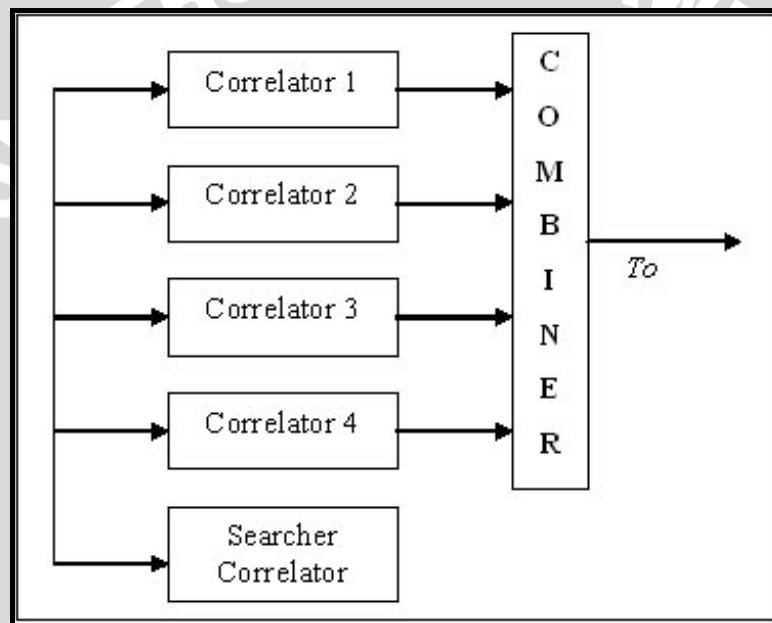 Correlator 1
Correlator 2
Correlator 3
Correlator 4
Searcher
Correlator
C
O
M
B
I
N
E
R
To